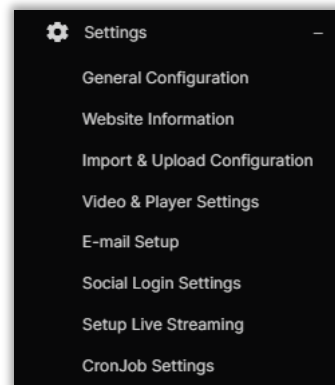 Settings
General Configuration
Website Information
Import & Upload Configuration
Video & Player Settings
E-mail Setup
Social Login Settings
Setup Live Streaming
CronJob Settings